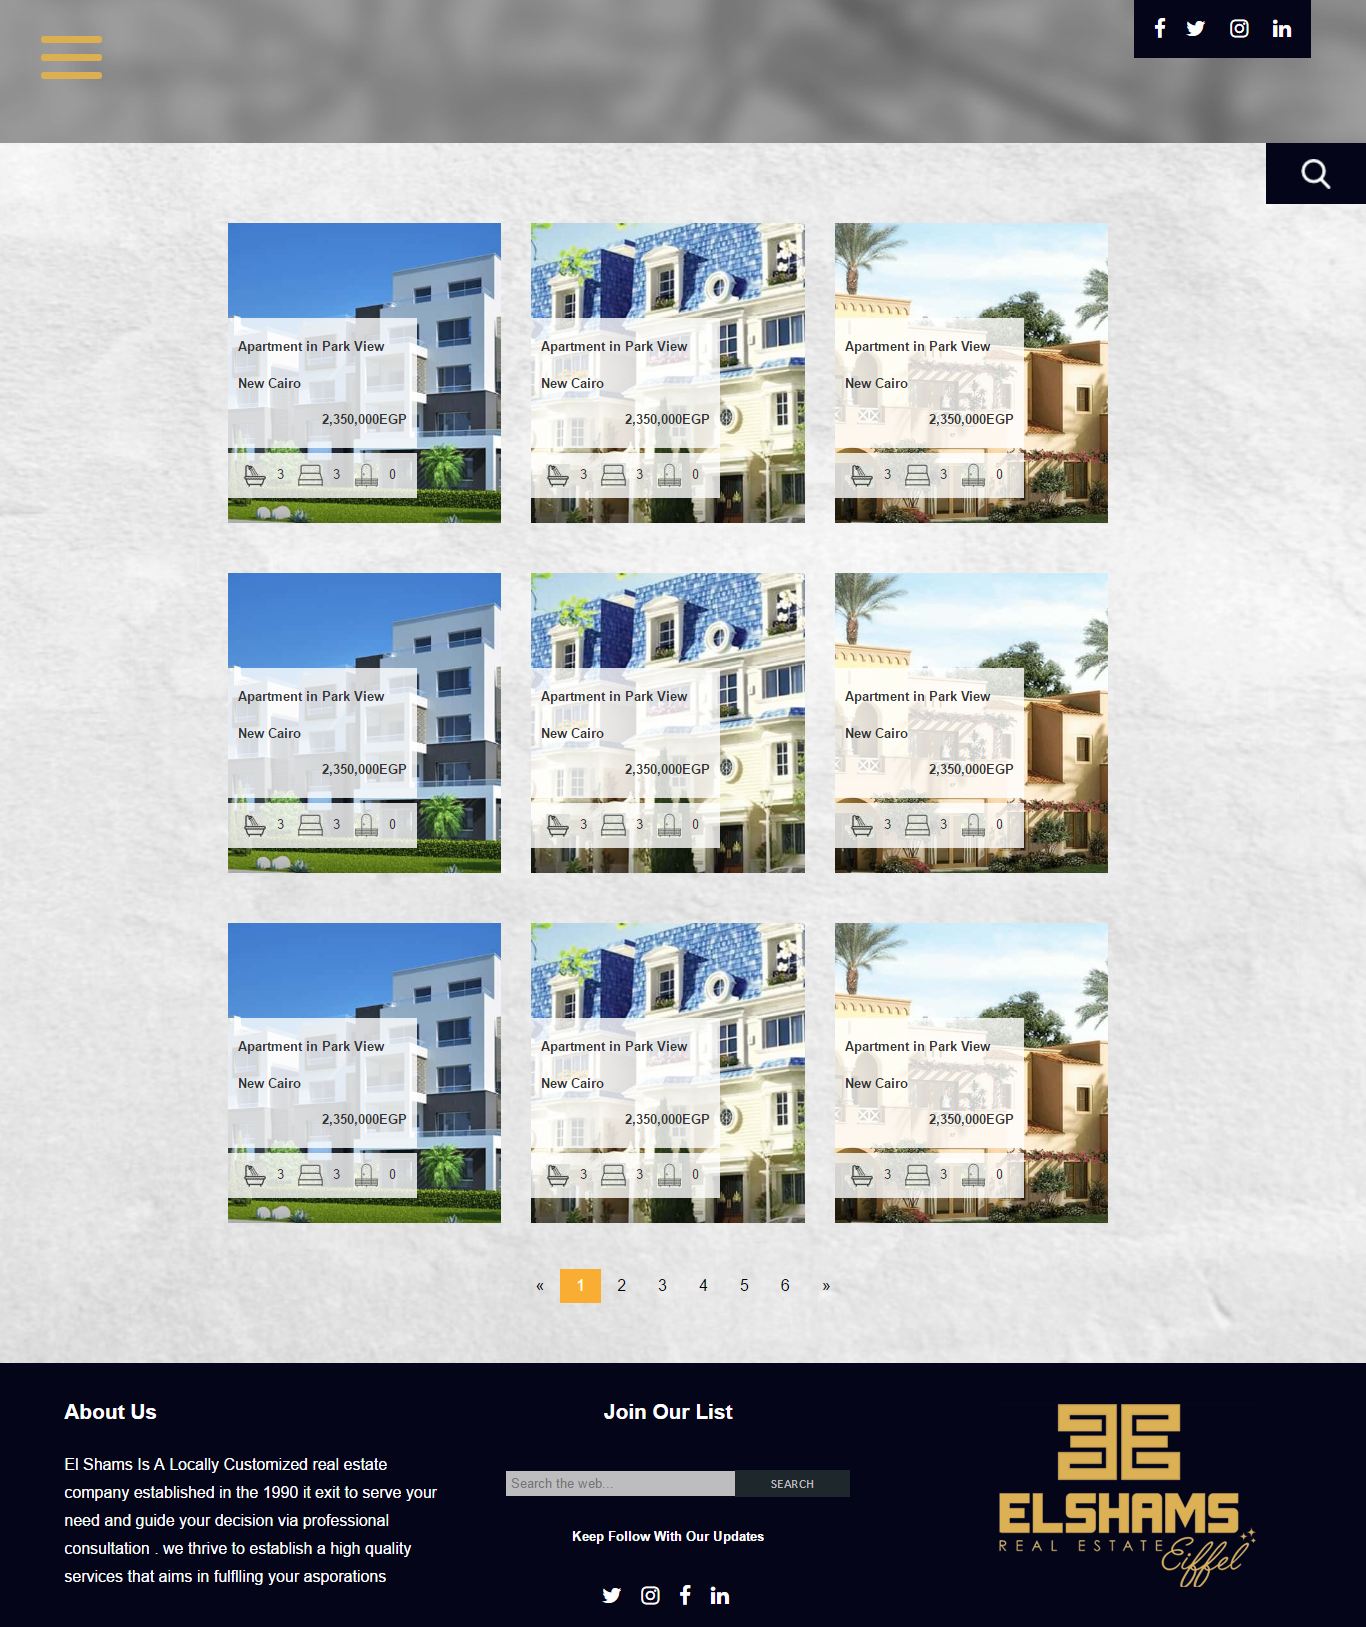 Apartment in Park View
New Cairo
2,350,000EGP
3 3 0
Apartment in Park View
New Cairo
2,350,000EGP
3 3 0
Apartment in Park View
New Cairo
2,350,000EGP
3 3 0
Apartment in Park View
New Cairo
2,350,000EGP
3 3 0
Apartment in Park View
New Cairo
2,350,000EGP
3 3 0
Apartment in Park View
New Cairo
2,350,000EGP
3 3 0
Apartment in Park View
New Cairo
2,350,000EGP
3 3 0
Apartment in Park View
New Cairo
2,350,000EGP
3 3 0
Apartment in Park View
New Cairo
2,350,000EGP
3 3 0
« 1 2 3 4 5 6 »
About Us
El Shams Is A Locally Customized real estate
company established in the 1990 it exit to serve your
need and guide your decision via professional
consultation . we thrive to establish a high quality
services that aims in fulflling your asporations
Join Our List
Search the web...
SEARCH
Keep Follow With Our Updates
ELSHAMS
REAL ESTATE
Eiffel